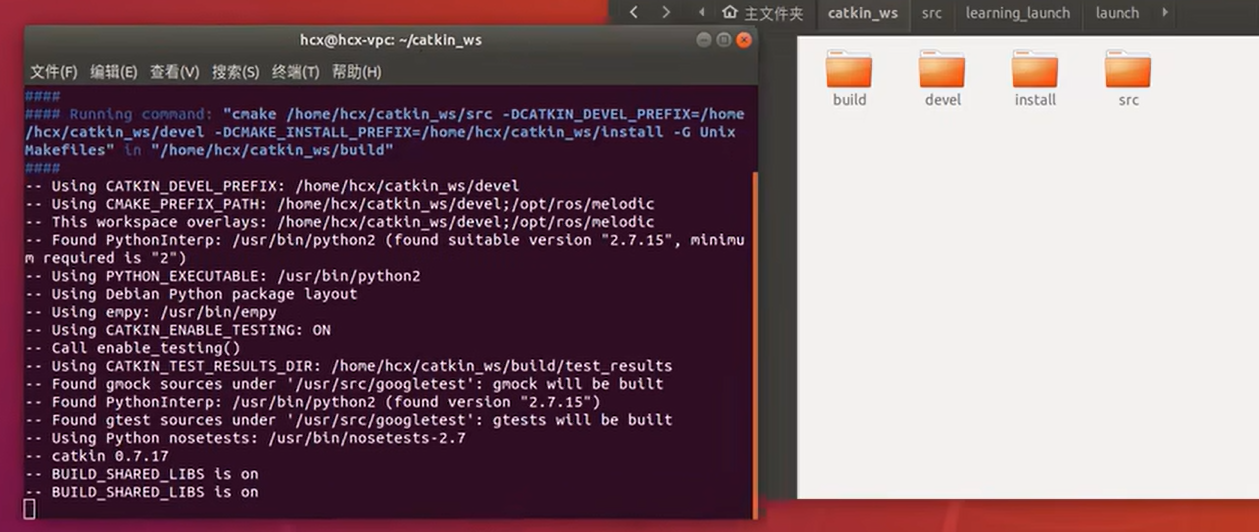 主文件夹 catkin_ws src learning_launch launch
hcx@hcx-vpc: ~/catkin_ws
文件(F) 编辑(E) 查看(V) 搜索(S) 终端(T) 帮助(H)
####
#### Running command: "cmake /home/hcx/catkin_ws/src -DCATKIN_DEVEL_PREFIX=/home
/hcx/catkin_ws/devel -DCMAKE_INSTALL_PREFIX=/home/hcx/catkin_ws/install -G Unix
Makefiles" in "/home/hcx/catkin_ws/build"
####
-- Using CATKIN_DEVEL_PREFIX: /home/hcx/catkin_ws/devel
-- Using CMAKE_PREFIX_PATH: /home/hcx/catkin_ws/devel;/opt/ros/melodic
-- This workspace overlays: /home/hcx/catkin_ws/devel;/opt/ros/melodic
-- Found PythonInterp: /usr/bin/python2 (found suitable version "2.7.15", minimu
m required is "2")
-- Using PYTHON_EXECUTABLE: /usr/bin/python2
-- Using Debian Python package layout
-- Using empy: /usr/bin/empy
-- Using CATKIN_ENABLE_TESTING: ON
-- Call enable_testing()
-- Using CATKIN_TEST_RESULTS_DIR: /home/hcx/catkin_ws/build/test_results
-- Found gmock sources under '/usr/src/googletest': gmock will be built
-- Found PythonInterp: /usr/bin/python2 (found version "2.7.15")
-- Found gtest sources under '/usr/src/googletest': gtests will be built
-- Using Python nosetests: /usr/bin/nosetests-2.7
-- catkin 0.7.17
-- BUILD_SHARED_LIBS is on
-- BUILD_SHARED_LIBS is on
build devel install src